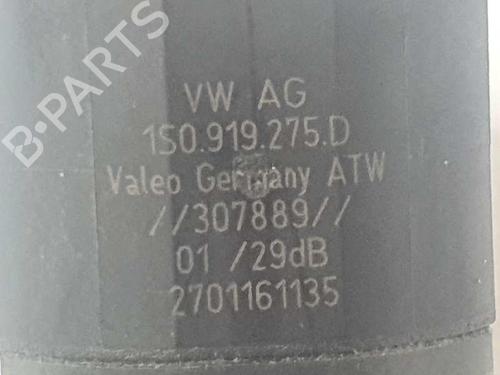 B-PARTS
VW AG
1S0.919.275.D
Valeo Germany ATW
//307889//
01 /29dB
2701161135